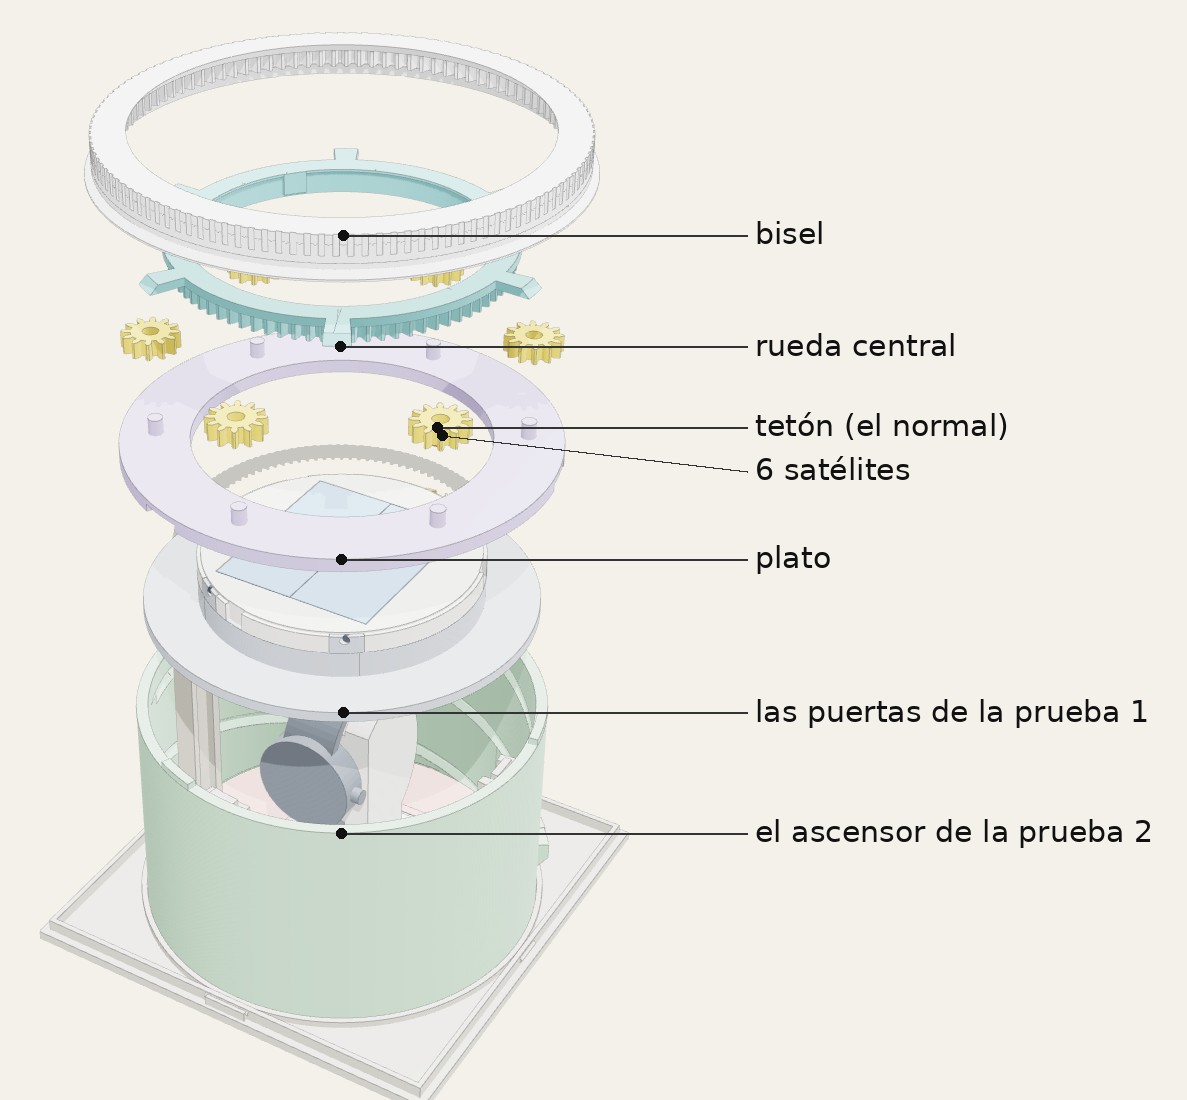 bisel
rueda central
tetón (el normal)
6 satélites
plato
las puertas de la prueba 1
el ascensor de la prueba 2